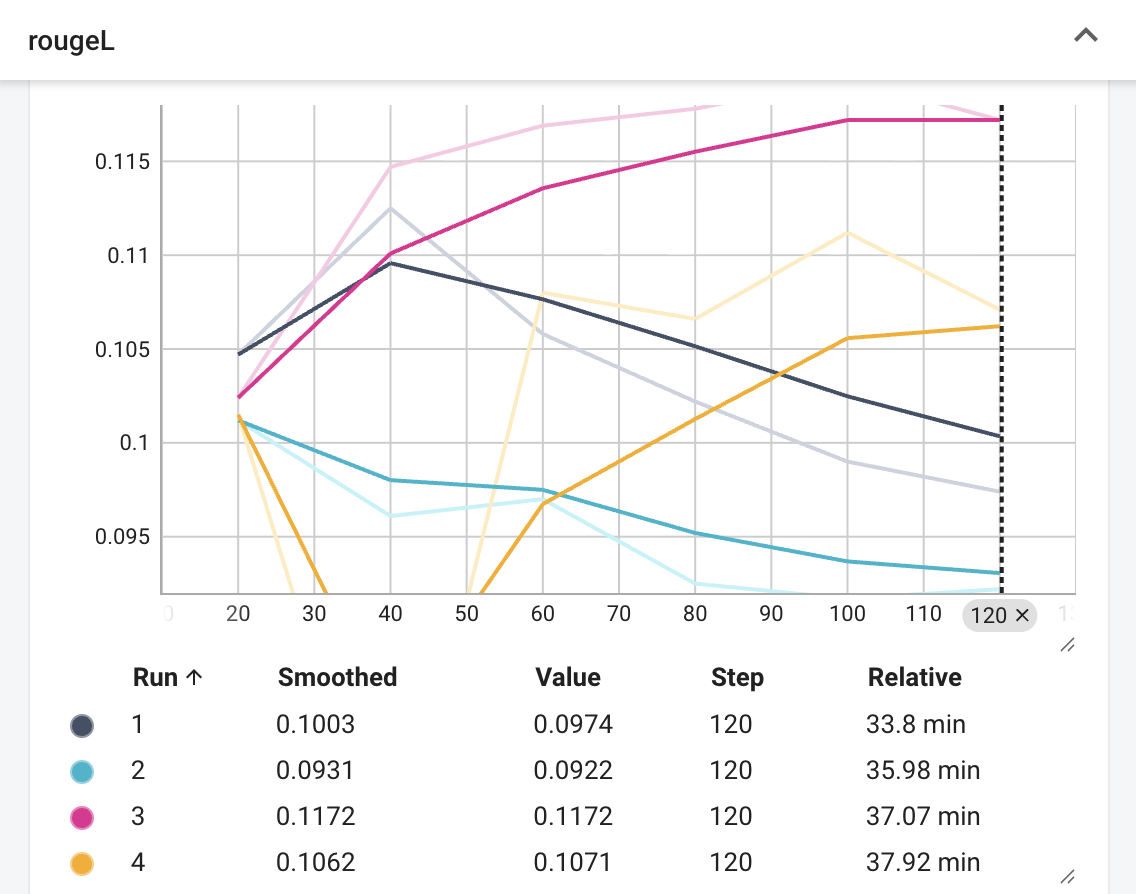 rougeL
0.115
0.11
0.105
0.1
0.095
0 20 30 40 50 60 70 80 90 100 110 120 ✕
Run ↑ Smoothed Value Step Relative
1 0.1003 0.0974 120 33.8 min
2 0.0931 0.0922 120 35.98 min
3 0.1172 0.1172 120 37.07 min
4 0.1062 0.1071 120 37.92 min